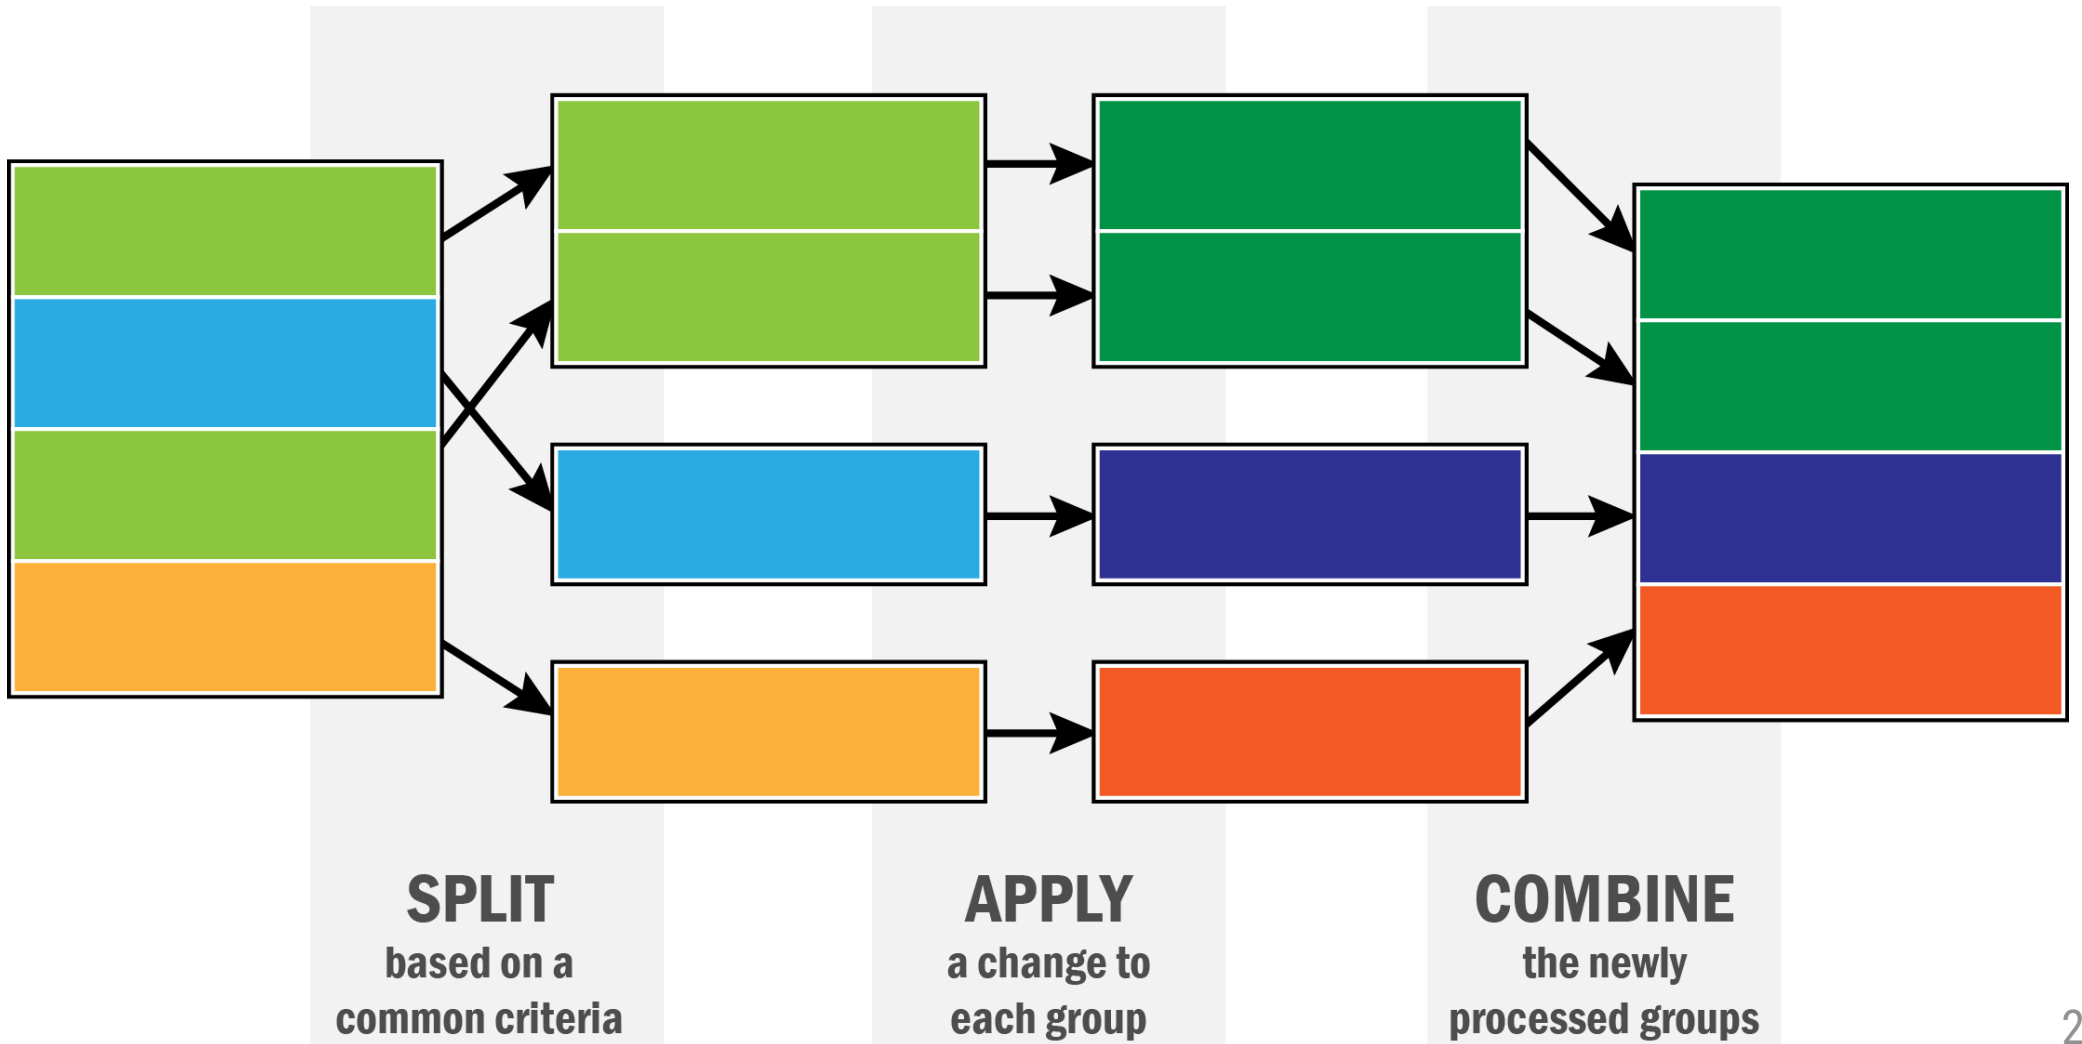 SPLIT
based on a
common criteria
APPLY
a change to
each group
COMBINE
the newly
processed groups
2